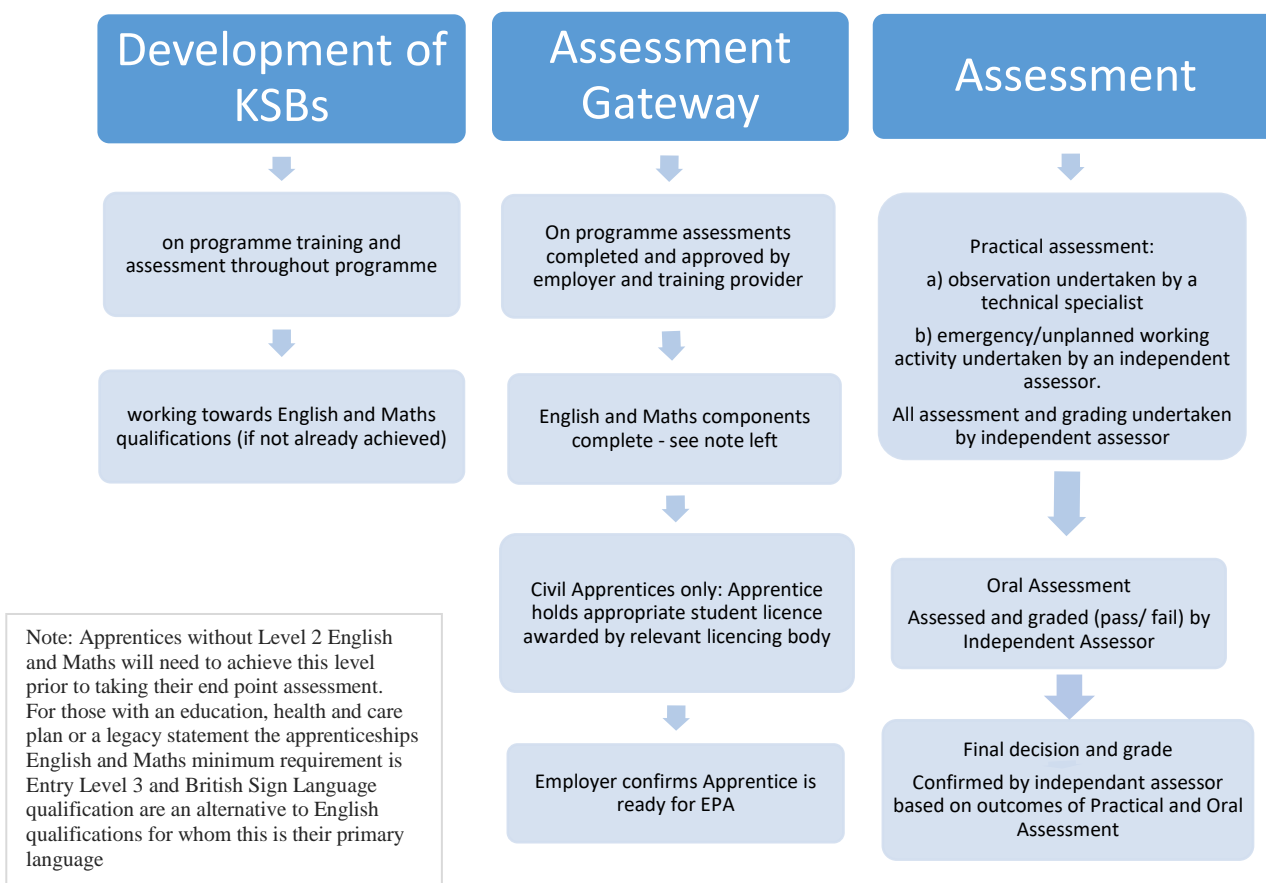 Development of
KSBs
on programme training and
assessment throughout programme
working towards English and Maths
qualifications (if not already achieved)
Note: Apprentices without Level 2 English
and Maths will need to achieve this level
prior to taking their end point assessment.
For those with an education, health and care
plan or a legacy statement the apprenticeships
English and Maths minimum requirement is
Entry Level 3 and British Sign Language
qualification are an alternative to English
qualifications for whom this is their primary
language
Assessment
Gateway
On programme assessments
completed and approved by
employer and training provider
English and Maths components
complete - see note left
Civil Apprentices only: Apprentice
holds appropriate student licence
awarded by relevant licencing body
Employer confirms Apprentice is
ready for EPA
Assessment
Practical assessment:
a) observation undertaken by a
technical specialist
b) emergency/unplanned working
activity undertaken by an independent
assessor.
All assessment and grading undertaken
by independent assessor
Oral Assessment
Assessed and graded (pass/ fail) by
Independent Assessor
Final decision and grade
Confirmed by independant assessor
based on outcomes of Practical and Oral
Assessment